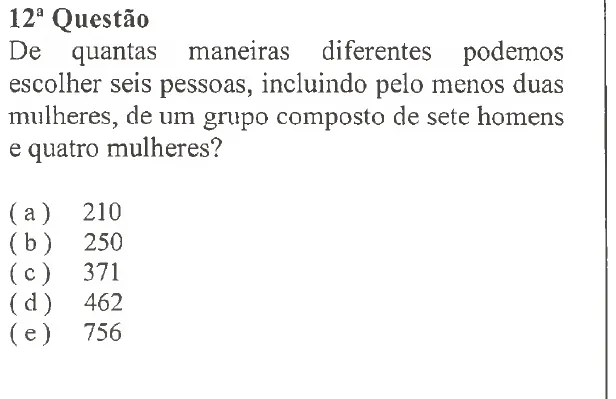 12ª Questão
De quantas maneiras diferentes podemos
escolher seis pessoas, incluindo pelo menos duas
mulheres, de um grupo composto de sete homens
e quatro mulheres?
( a ) 210
( b ) 250
( c ) 371
( d ) 462
( e ) 756